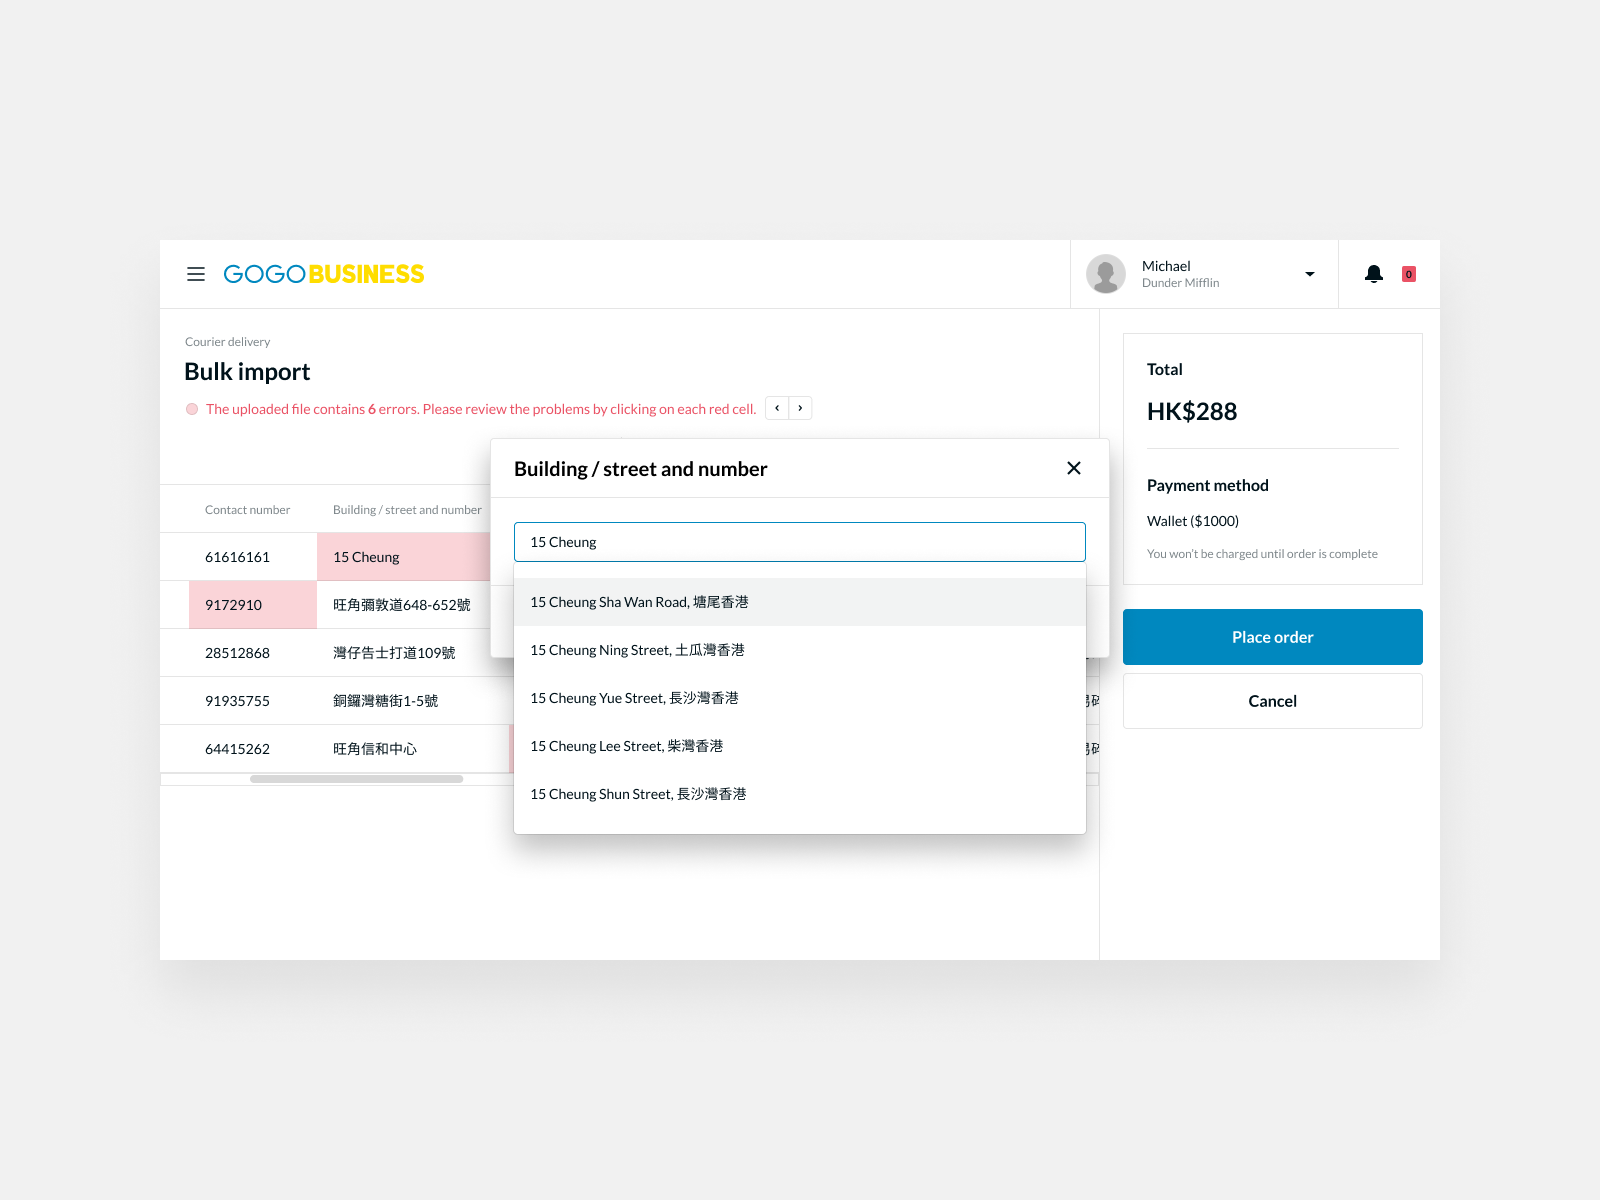 GOGOBUSINESS
Michael
Dunder Mifflin
0
Courier delivery
Bulk import
The uploaded file contains 6 errors. Please review the problems by clicking on each red cell.
Building / street and number
15 Cheung
15 Cheung Sha Wan Road, 塘尾香港
15 Cheung Ning Street, 土瓜灣香港
15 Cheung Yue Street, 長沙灣香港
15 Cheung Lee Street, 柴灣香港
15 Cheung Shun Street, 長沙灣香港
Contact number
Building / street and number
61616161
15 Cheung
9172910
旺角彌敦道648-652號
28512868
灣仔告士打道109號
91935755
銅鑼灣糖街1-5號
64415262
旺角信和中心
Total
HK$288
Payment method
Wallet ($1000)
You won't be charged until order is complete
Place order
Cancel